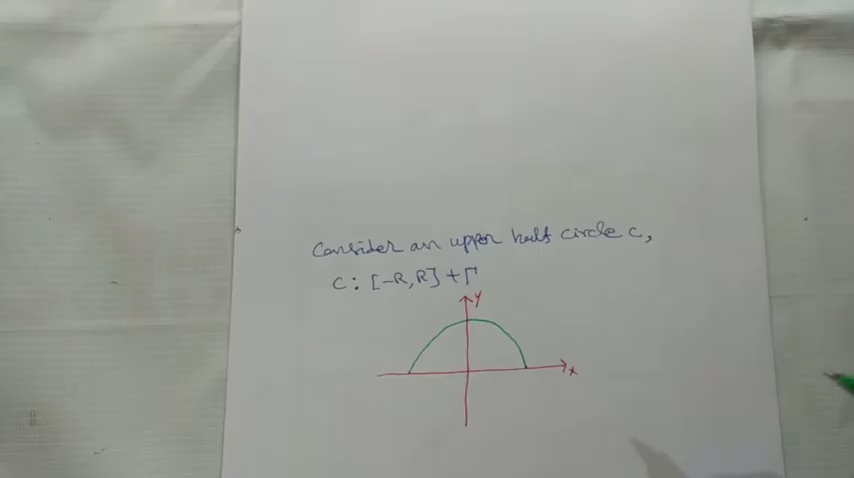 Consider an upper half circle c,
C: [-R, R] + Γ
y
x